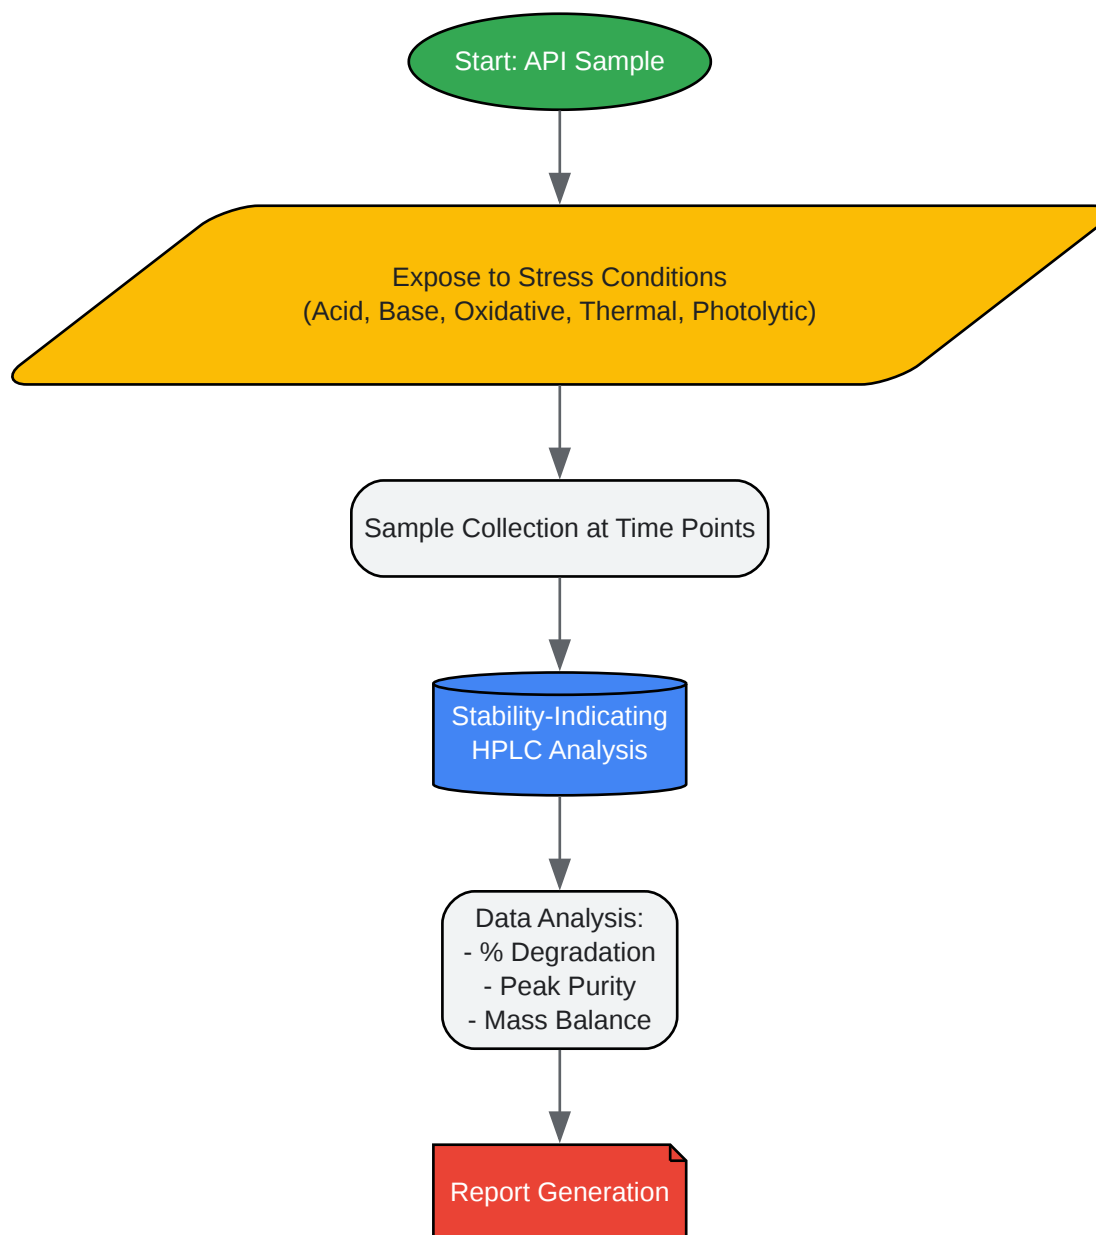 Start: API Sample
Expose to Stress Conditions
(Acid, Base, Oxidative, Thermal, Photolytic)
Sample Collection at Time Points
Stability-Indicating
HPLC Analysis
Data Analysis:
- % Degradation
- Peak Purity
- Mass Balance
Report Generation